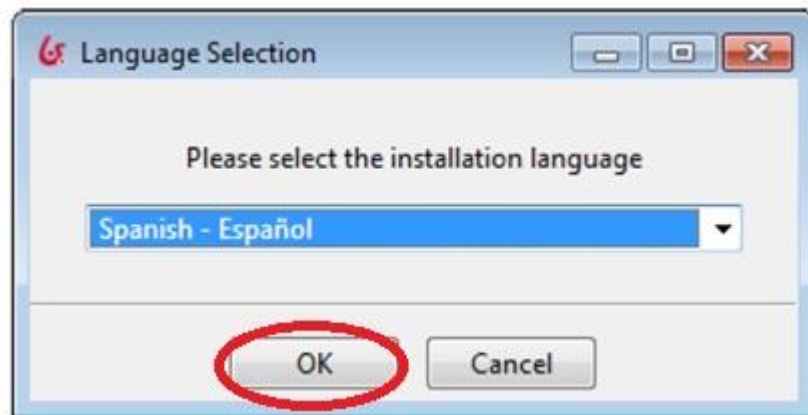 Language Selection
Please select the installation language
Spanish - Español
OK
Cancel